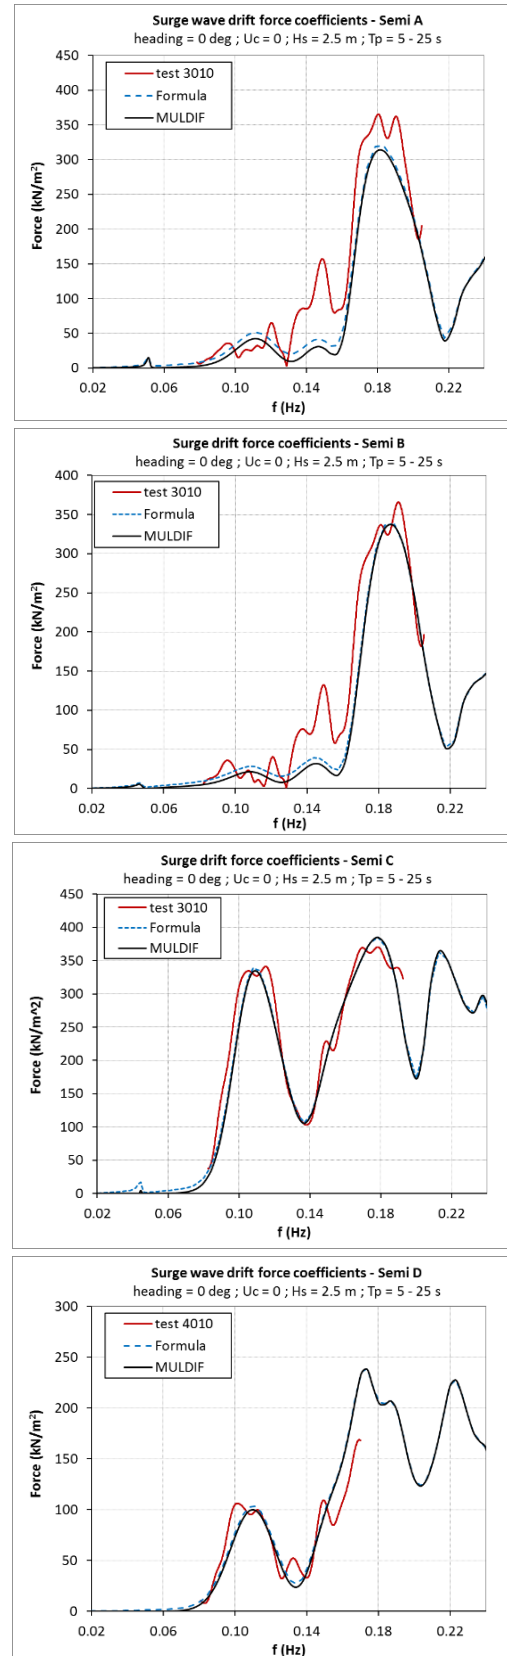 Surge wave drift force coefficients - Semi A
heading = 0 deg ; Uc = 0 ; Hs = 2.5 m ; Tp = 5 - 25 s
test 3010
Formula
MULDIF
450
400
350
300
250
200
150
100
50
0
Force (kN/m²)
0.02 0.06 0.10 0.14 0.18 0.22
f (Hz)
Surge drift force coefficients - Semi B
heading = 0 deg ; Uc = 0 ; Hs = 2.5 m ; Tp = 5 - 25 s
test 3010
Formula
MULDIF
400
350
300
250
200
150
100
50
0
Force (kN/m²)
0.02 0.06 0.10 0.14 0.18 0.22
f (Hz)
Surge drift force coefficients - Semi C
heading = 0 deg ; Uc = 0 ; Hs = 2.5 m ; Tp = 5 - 25 s
test 3010
Formula
MULDIF
450
400
350
300
250
200
150
100
50
0
Force (kN/m^2)
0.02 0.06 0.10 0.14 0.18 0.22
f (Hz)
Surge wave drift force coefficients - Semi D
heading = 0 deg ; Uc = 0 ; Hs = 2.5 m ; Tp = 5 - 25 s
test 4010
Formula
MULDIF
300
250
200
150
100
50
0
Force (kN/m²)
0.02 0.06 0.10 0.14 0.18 0.22
f (Hz)